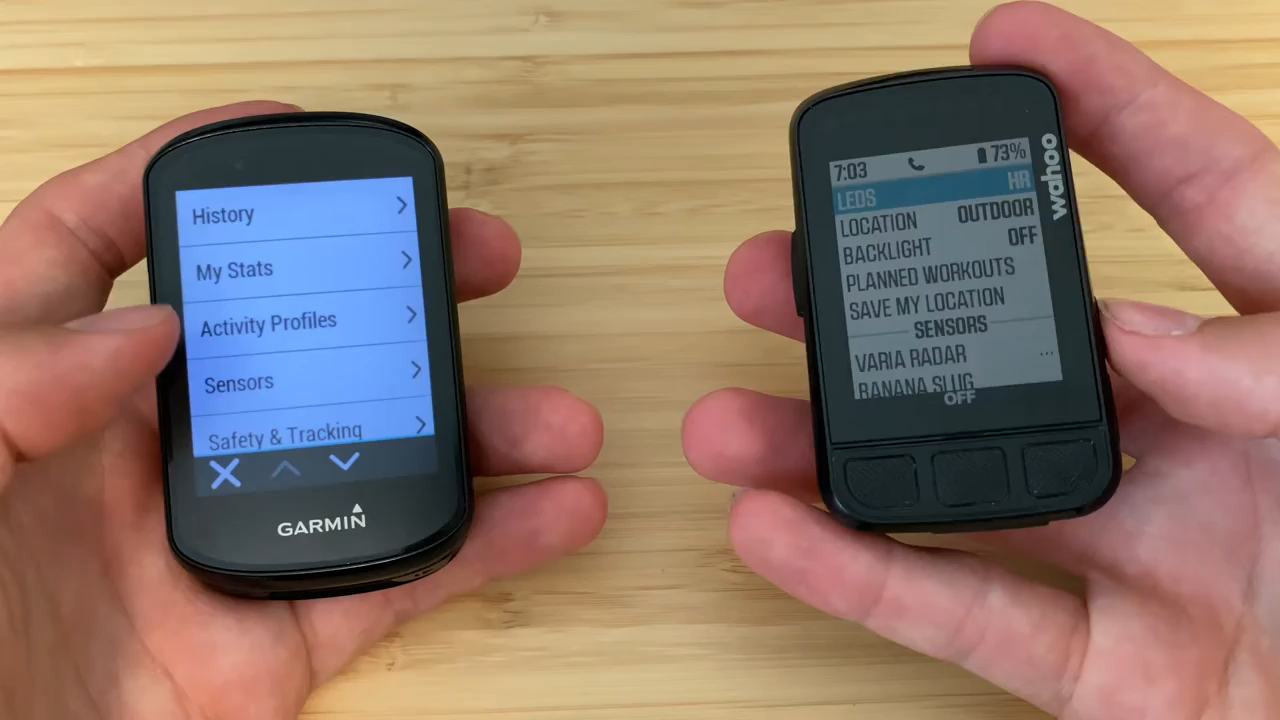 History
My Stats
Activity Profiles
Sensors
Safety & Tracking
GARMIN
7:03 73%
LEDS HR
LOCATION OUTDOOR
BACKLIGHT OFF
PLANNED WORKOUTS
SAVE MY LOCATION
SENSORS
VARIA RADAR ...
BANANA SLUG
OFF
wahoo